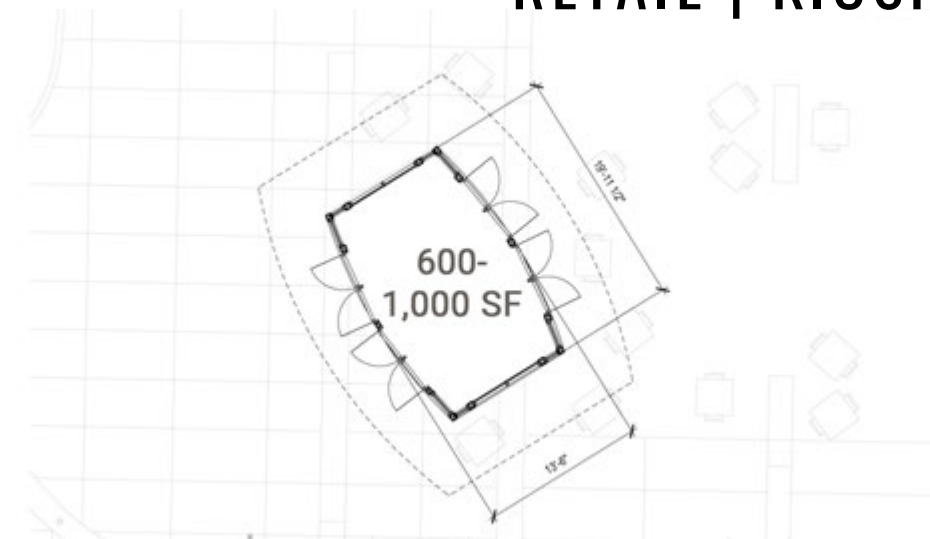 RETAIL | KIOSK
19'-11 1/2"
600-
1,000 SF
13'-6"